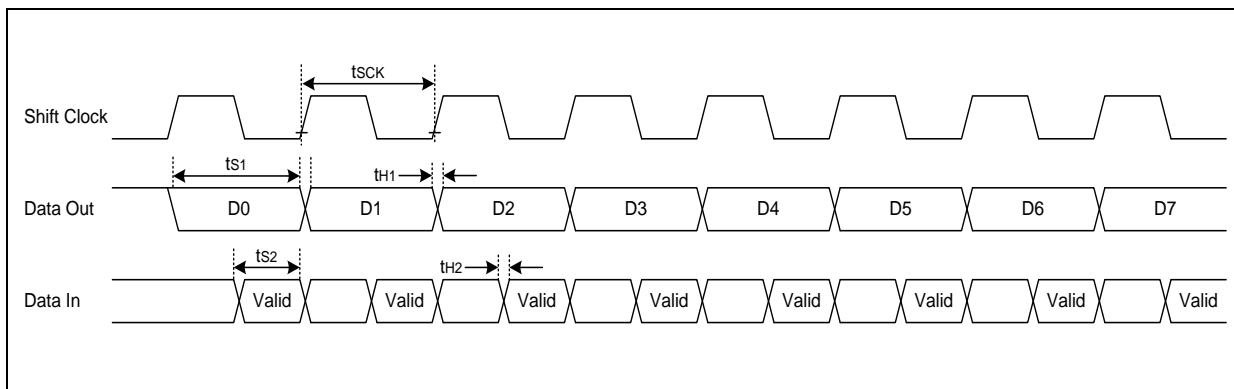 tSCK
Shift Clock
tS1
tH1
Data Out D0 D1 D2 D3 D4 D5 D6 D7
tS2
tH2
Data In Valid Valid Valid Valid Valid Valid Valid Valid